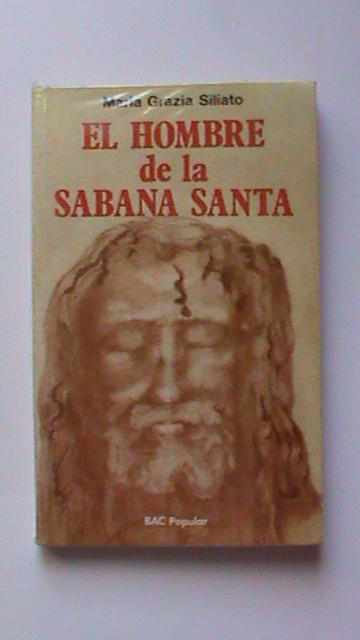 Maria Grazia Siliato
EL HOMBRE
de la
SABANA SANTA
BAC Popular